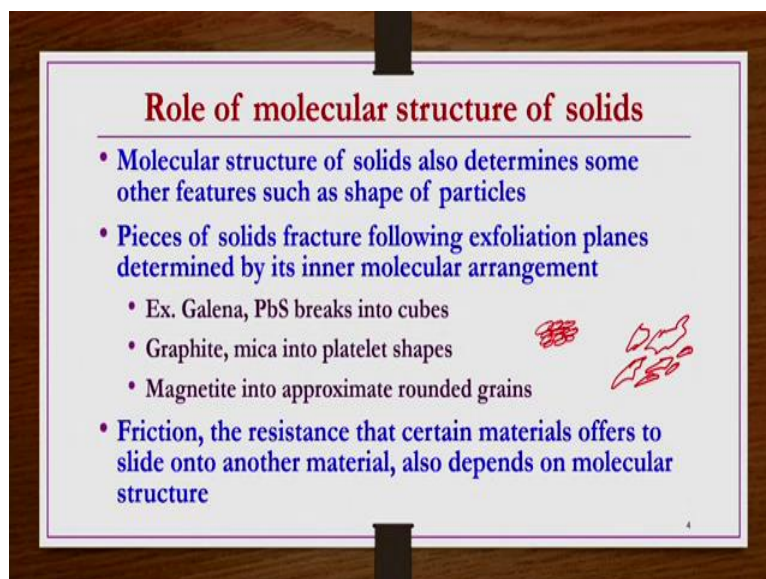 Role of molecular structure of solids
• Molecular structure of solids also determines some
other features such as shape of particles
• Pieces of solids fracture following exfoliation planes
determined by its inner molecular arrangement
• Ex. Galena, PbS breaks into cubes
• Graphite, mica into platelet shapes
• Magnetite into approximate rounded grains
• Friction, the resistance that certain materials offers to
slide onto another material, also depends on molecular
structure
4